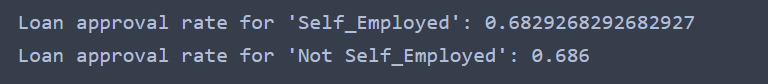 Loan approval rate for 'Self_Employed': 0.6829268292682927
Loan approval rate for 'Not Self_Employed': 0.686